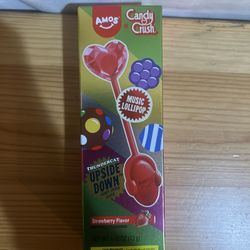 AMOS
Candy
Crush
MUSIC
LOLLIPOP
THUNDERCAT
UPSIDE
DOWN
Strawberry Flavor